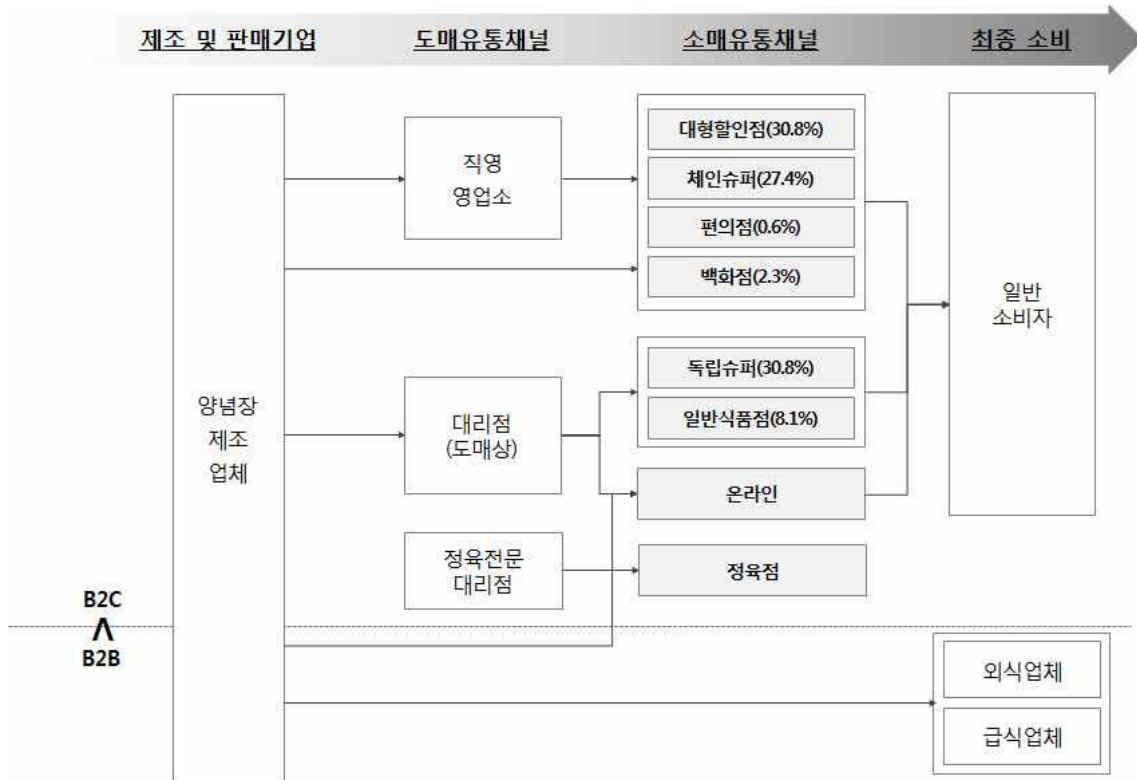 제조 및 판매기업
도매유통채널
소매유통채널
최종 소비
양념장
제조
업체
직영
영업소
대형할인점(30.8%)
체인슈퍼(27.4%)
편의점(0.6%)
백화점(2.3%)
일반
소비자
대리점
(도매상)
독립슈퍼(30.8%)
일반식품점(8.1%)
온라인
정육전문
대리점
정육점
B2C
Λ
B2B
외식업체
급식업체